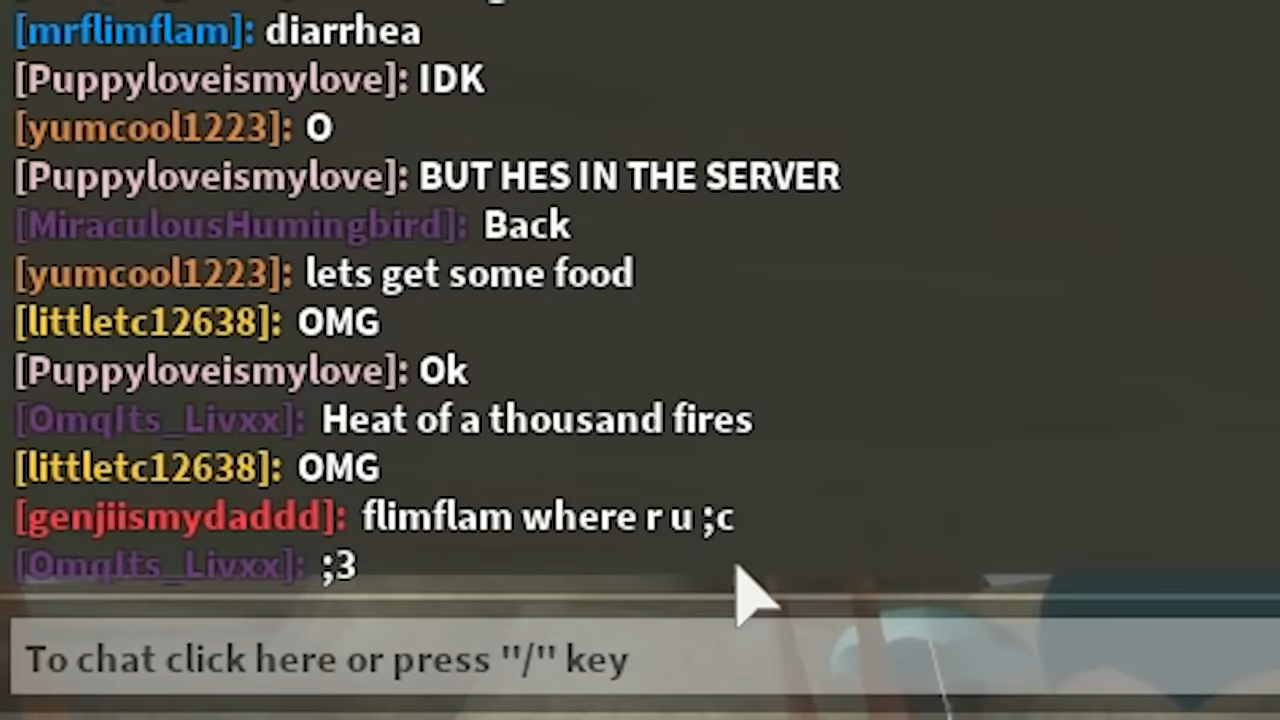 [mrflimflam]: diarrhea
[Puppyloveismylove]: IDK
[yumcool1223]: O
[Puppyloveismylove]: BUT HES IN THE SERVER
[MiraculousHumingbird]: Back
[yumcool1223]: lets get some food
[littletc12638]: OMG
[Puppyloveismylove]: Ok
[OmqIts_Livxx]: Heat of a thousand fires
[littletc12638]: OMG
[genjiismydaddd]: flimflam where r u ;c
[OmqIts_Livxx]: ;3
To chat click here or press "/" key